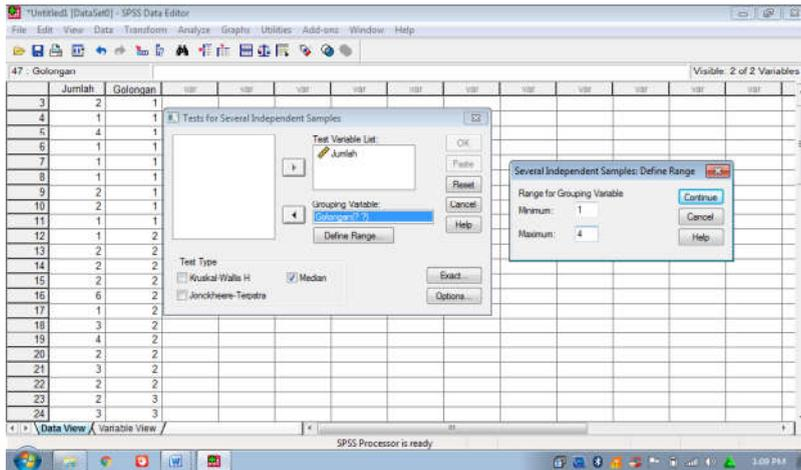 *Untitled1 [DataSet0] - SPSS Data Editor
File Edit View Data Transform Analyze Graphs Utilities Add-ons Window Help
47 : Golongan
Visible: 2 of 2 Variables
Jumlah Golongan var var var var var var var var var
3 2 1
4 1 1
5 4 1
6 1 1
7 1 1
8 1 1
9 2 1
10 2 1
11 1 1
12 1 2
13 2 2
14 2 2
15 2 2
16 6 2
17 1 2
18 3 2
19 4 2
20 2 2
21 3 2
22 2 2
23 2 3
24 3 3
Tests for Several Independent Samples
Test Variable List:
Jumlah
Grouping Variable:
Golongan(? ?)
Define Range...
OK
Paste
Reset
Cancel
Help
Test Type
Kruskal-Wallis H
Median
Jonckheere-Terpstra
Exact...
Options...
Several Independent Samples: Define Range
Range for Grouping Variable
Minimum: 1
Maximum: 4
Continue
Cancel
Help
Data View
Variable View
SPSS Processor is ready
3:09 PM